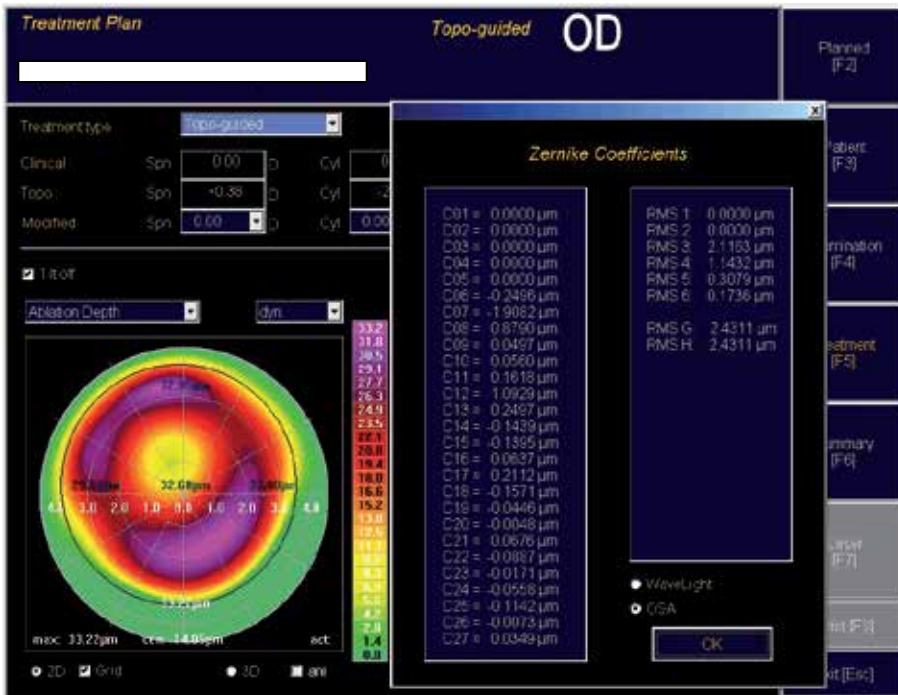 Treatment Plan
Topo-guided
OD
Planned
[F2]
Treatment type
Topo-guided
Clinical Sph 0.00 D Cyl
Topo Sph +0.38 D Cyl
Modified Sph 0.00 D Cyl 0.00
Tilt off
Ablation Depth
dyn.
33.2
31.8
30.5
29.1
27.7
26.3
24.9
23.5
22.1
20.8
19.4
18.0
16.6
15.2
2.8
1.4
0.0
32.68µm
4.0 3.0 2.0 1.0 0.0 1.0 2.0 3.0 4.0
33.22µm
max: 33.22µm
14.05µm
act
2D
Grid
3D
ani
Zernike Coefficients
C01 = 0.0000 µm
C02 = 0.0000 µm
C03 = 0.0000 µm
C04 = 0.0000 µm
C05 = 0.0000 µm
C06 = -0.2496 µm
C07 = -1.9082 µm
C08 = 0.8790 µm
C09 = 0.0497 µm
C10 = 0.0560 µm
C11 = 0.1618 µm
C12 = 1.0929 µm
C13 = 0.2497 µm
C14 = -0.1439 µm
C15 = -0.1395 µm
C16 = 0.0637 µm
C17 = 0.2112 µm
C18 = -0.1571 µm
C19 = -0.0446 µm
C20 = -0.0048 µm
C21 = 0.0676 µm
C22 = -0.0887 µm
C23 = -0.0171 µm
C24 = -0.0558 µm
C25 = -0.1142 µm
C26 = -0.0073 µm
C27 = 0.0349 µm
RMS 1: 0.0000 µm
RMS 2: 0.0000 µm
RMS 3: 2.1163 µm
RMS 4: 1.1432 µm
RMS 5: 0.3079 µm
RMS 6: 0.1736 µm
RMS G: 2.4311 µm
RMS H: 2.4311 µm
WaveLight
OSA
OK
[F3]
[F4]
[F5]
[F6]
[F7]
[Esc]